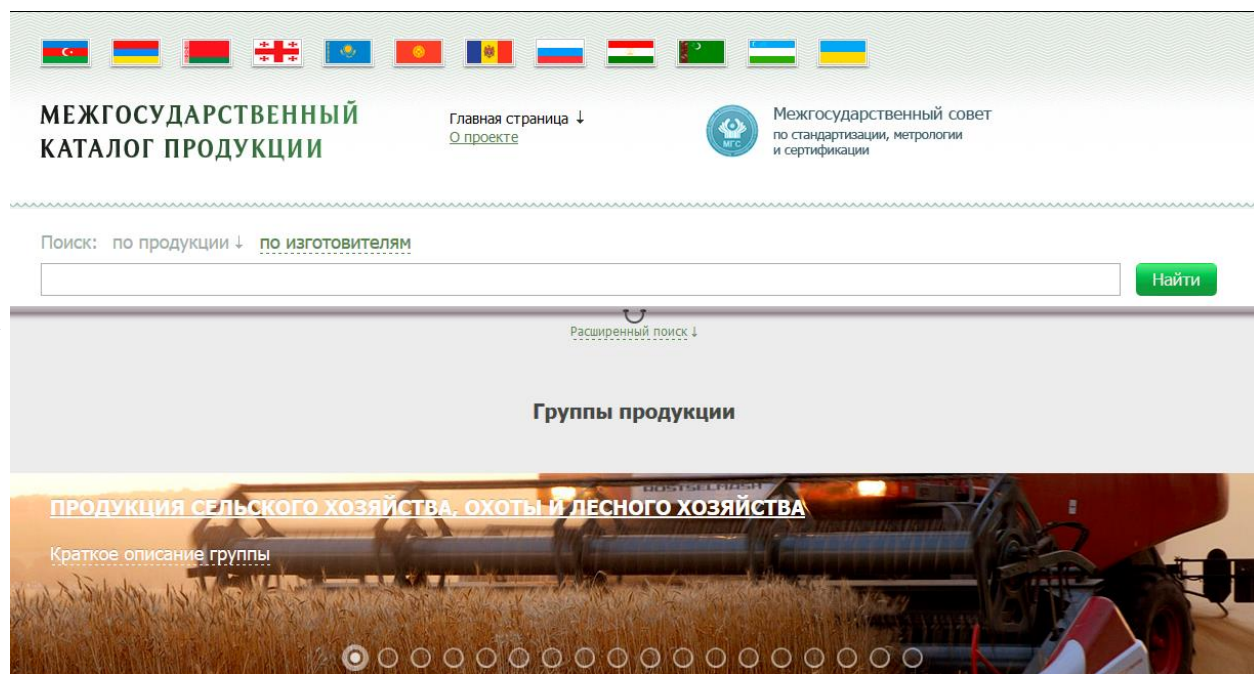 МЕЖГОСУДАРСТВЕННЫЙ
КАТАЛОГ ПРОДУКЦИИ
Главная страница ↓
О проекте
МГС
Межгосударственный совет
по стандартизации, метрологии
и сертификации
Поиск: по продукции ↓ по изготовителям
Найти
Расширенный поиск ↓
Группы продукции
ROSTSELMASH
ПРОДУКЦИЯ СЕЛЬСКОГО ХОЗЯЙСТВА, ОХОТЫ И ЛЕСНОГО ХОЗЯЙСТВА
Краткое описание группы